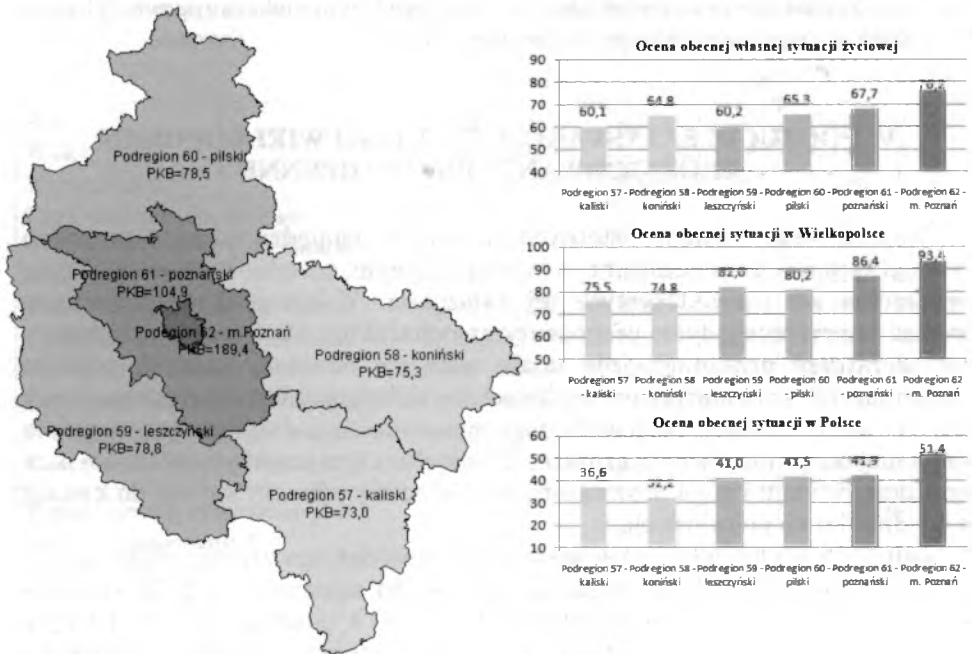 Podregion 60 - pilski
PKB=78,5
Podregion 61 - poznański
PKB=104,9
Podregion 62 - m.Poznań
PKB=189,4
Podregion 58 - koniński
PKB=75,3
Podregion 59 - leszczyński
PKB=78,8
Podregion 57 - kaliski
PKB=73,0
Ocena obecnej własnej sytuacji życiowej
90
80
70
60
50
40
60,1 64,8 60,2 65,3 67,7 76,2
Podregion 57 - Podregion 58 - Podregion 59 - Podregion 60 - Podregion 61 - Podregion 62 -
kaliski koniński leszczyński pilski poznański m. Poznań
Ocena obecnej sytuacji w Wielkopolsce
100
90
80
70
60
50
75,5 74,8 82,0 80,2 86,4 93,4
Podregion 57 Podregion 58 Podregion 59 Podregion 60 Podregion 61 Podregion 62
- kaliski - koniński - leszczyński - pilski - poznański - m. Poznań
Ocena obecnej sytuacji w Polsce
60
50
40
30
20
10
36,6 41,0 41,5 51,4
Podregion 57 - Podregion 58 - Podregion 59 - Podregion 60 - Podregion 61 - Podregion 62 -
kaliski koniński leszczyński pilski poznański m. Poznań